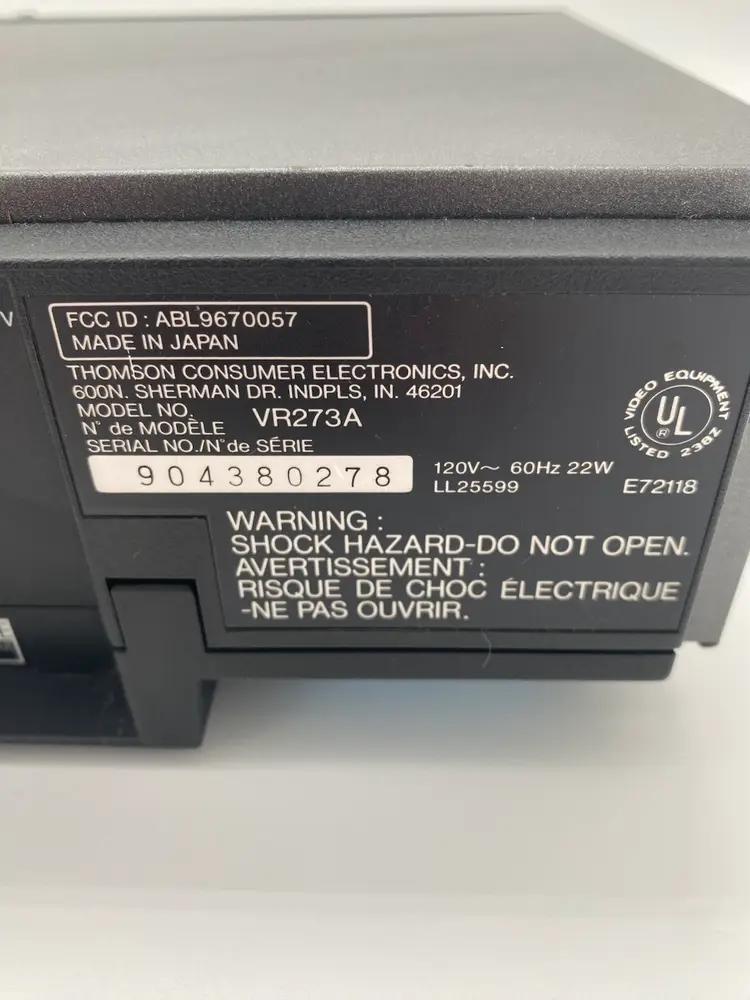 V
FCC ID : ABL9670057
MADE IN JAPAN
THOMSON CONSUMER ELECTRONICS, INC.
600N. SHERMAN DR. INDPLS, IN. 46201
MODEL NO.
N° de MODÈLE
VR273A
SERIAL NO./N° de SÉRIE
904380278
120V~ 60Hz 22W
LL25599
E72118
VIDEO EQUIPMENT
UL
®
LISTED 238Z
WARNING :
SHOCK HAZARD-DO NOT OPEN.
AVERTISSEMENT :
RISQUE DE CHOC ÉLECTRIQUE
-NE PAS OUVRIR.